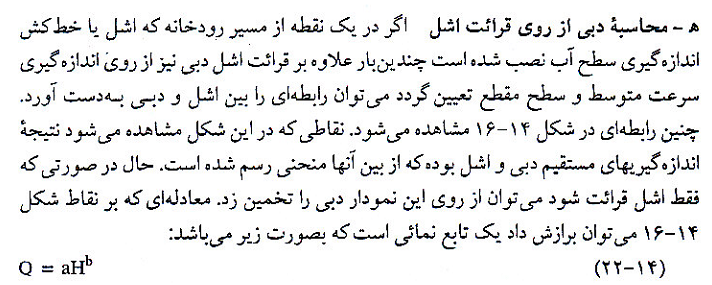 ه - محاسبهٔ دبی از روی قرائت اشل اگر در یک نقطه از مسیر رودخانه که اشل یا خط‌کش
اندازه‌گیری سطح آب نصب شده است چندین‌بار علاوه بر قرائت اشل دبی نیز از روی اندازه‌گیری
سرعت متوسط و سطح مقطع تعیین گردد می‌توان رابطه‌ای را بین اشل و دبی به‌دست آورد.
چنین رابطه‌ای در شکل ۱۴-۱۶ مشاهده می‌شود. نقاطی که در این شکل مشاهده می‌شود نتیجهٔ
اندازه‌گیریهای مستقیم دبی و اشل بوده که از بین آنها منحنی رسم شده است. حال در صورتی که
فقط اشل قرائت شود می‌توان از روی این نمودار دبی را تخمین زد. معادله‌ای که بر نقاط شکل
۱۴-۱۶ می‌توان برازش داد یک تابع نمائی است که بصورت زیر می‌باشد:
(۱۴-۲۲) Q = aH^b